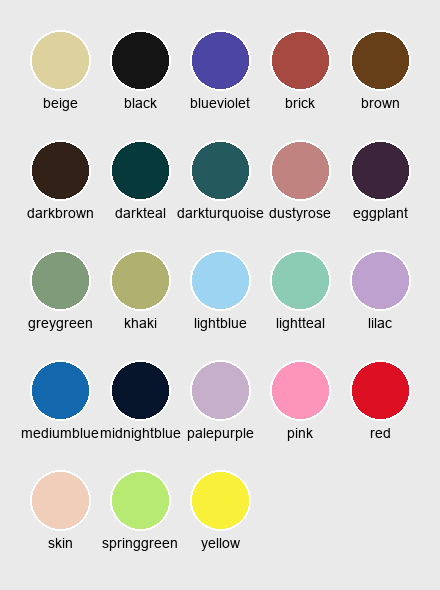 beige black blueviolet brick brown
darkbrown darkteal darkturquoise dustyrose eggplant
greygreen khaki lightblue lightteal lilac
mediumblue midnightblue palepurple pink red
skin springgreen yellow